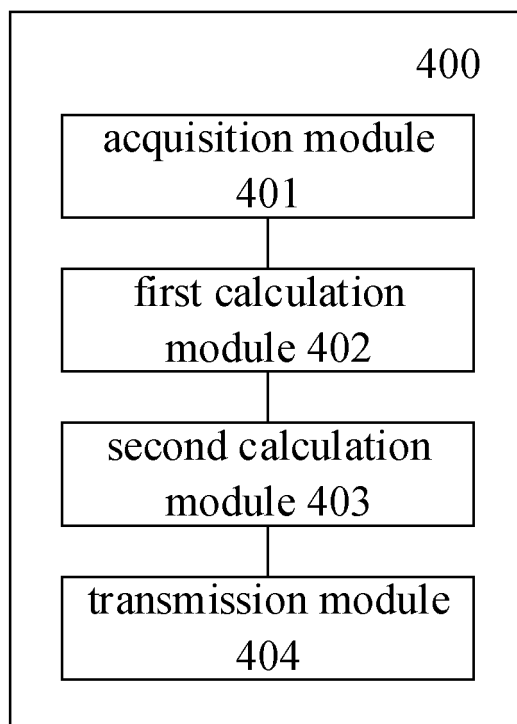 400
acquisition module
401
first calculation
module 402
second calculation
module 403
transmission module
404